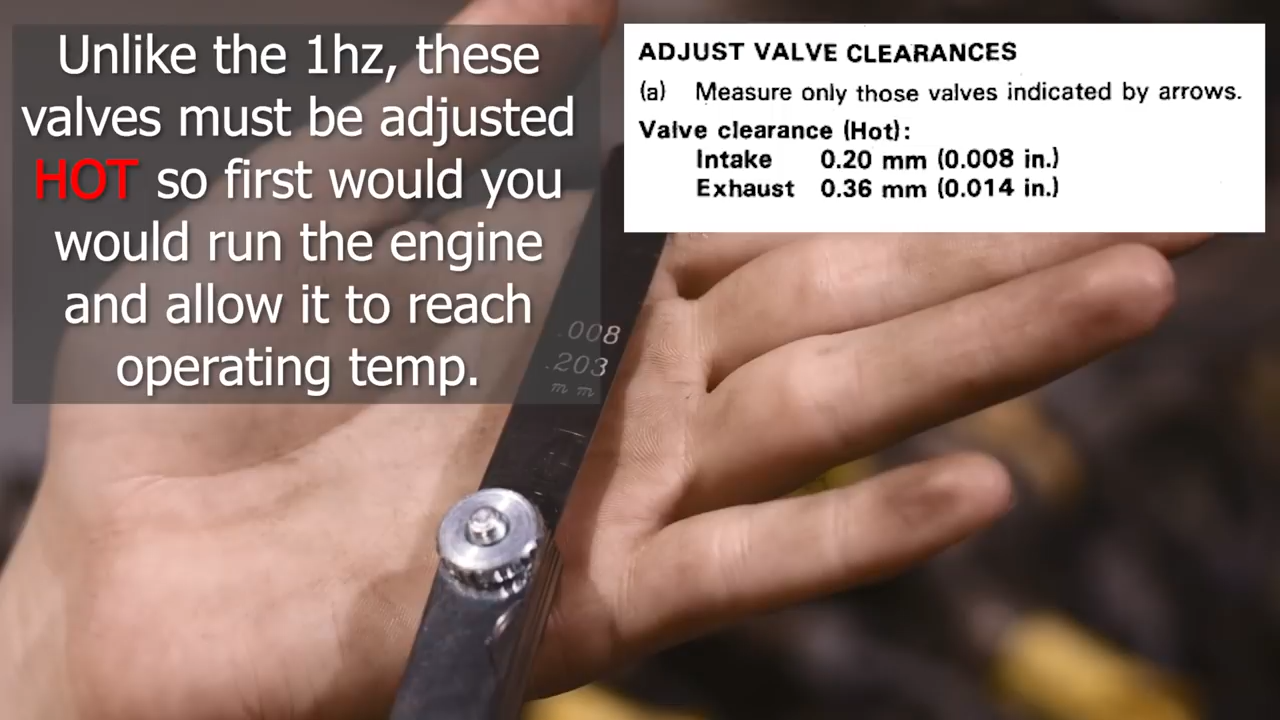 Unlike the 1hz, these
valves must be adjusted
HOT so first would you
would run the engine
and allow it to reach
operating temp.
ADJUST VALVE CLEARANCES
(a) Measure only those valves indicated by arrows.
Valve clearance (Hot):
Intake 0.20 mm (0.008 in.)
Exhaust 0.36 mm (0.014 in.)
.008
.203
mm